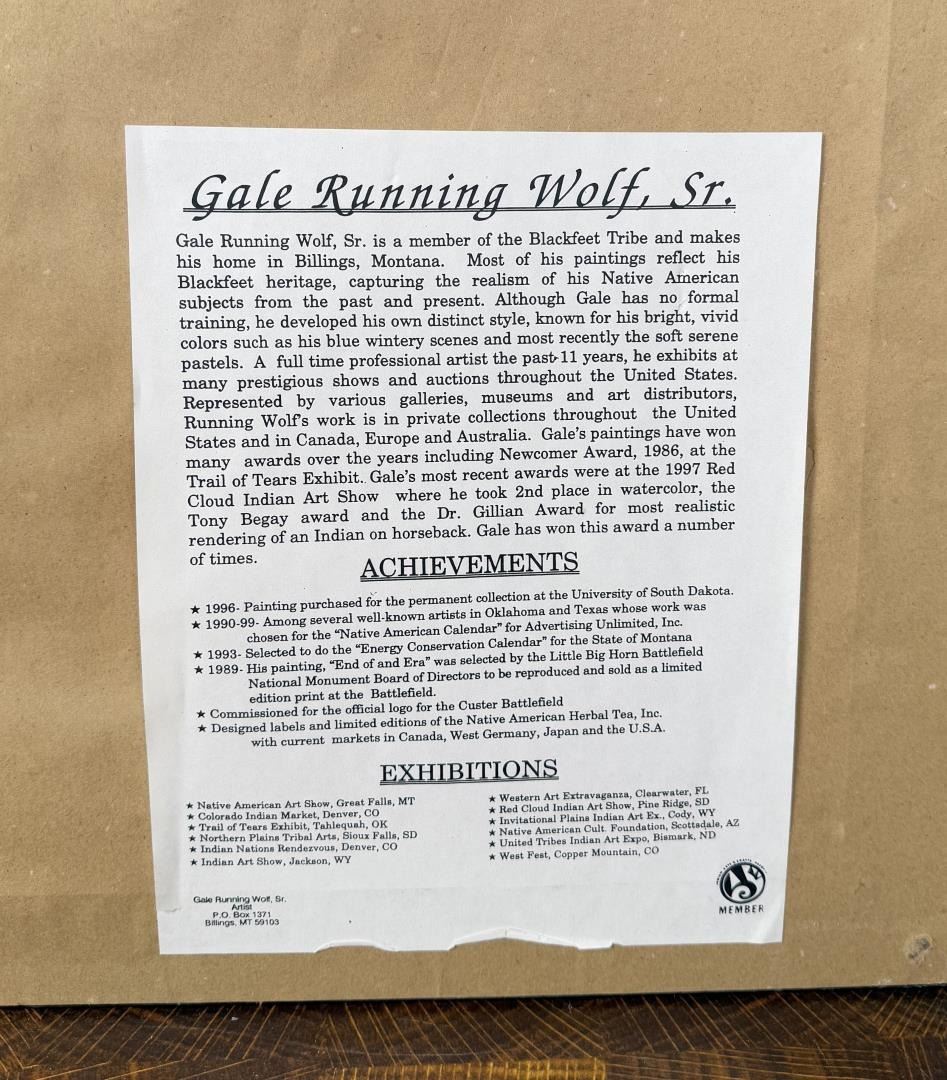 Gale Running Wolf, Sr.
Gale Running Wolf, Sr. is a member of the Blackfeet Tribe and makes
his home in Billings, Montana. Most of his paintings reflect his
Blackfeet heritage, capturing the realism of his Native American
subjects from the past and present. Although Gale has no formal
training, he developed his own distinct style, known for his bright, vivid
colors such as his blue wintery scenes and most recently the soft serene
pastels. A full time professional artist the past 11 years, he exhibits at
many prestigious shows and auctions throughout the United States.
Represented by various galleries, museums and art distributors,
Running Wolf's work is in private collections throughout the United
States and in Canada, Europe and Australia. Gale's paintings have won
many awards over the years including Newcomer Award, 1986, at the
Trail of Tears Exhibit. Gale's most recent awards were at the 1997 Red
Cloud Indian Art Show where he took 2nd place in watercolor, the
Tony Begay award and the Dr. Gillian Award for most realistic
rendering of an Indian on horseback. Gale has won this award a number
of times.
ACHIEVEMENTS
★ 1996- Painting purchased for the permanent collection at the University of South Dakota.
★ 1990-99- Among several well-known artists in Oklahoma and Texas whose work was
chosen for the "Native American Calendar" for Advertising Unlimited, Inc.
★ 1993- Selected to do the "Energy Conservation Calendar" for the State of Montana
★ 1989- His painting, "End of and Era" was selected by the Little Big Horn Battlefield
National Monument Board of Directors to be reproduced and sold as a limited
edition print at the Battlefield.
★ Commissioned for the official logo for the Custer Battlefield
★ Designed labels and limited editions of the Native American Herbal Tea, Inc.
with current markets in Canada, West Germany, Japan and the U.S.A.
EXHIBITIONS
★ Native American Art Show, Great Falls, MT
★ Colorado Indian Market, Denver, CO
★ Trail of Tears Exhibit, Tahlequah, OK
★ Northern Plains Tribal Arts, Sioux Falls, SD
★ Indian Nations Rendezvous, Denver, CO
★ Indian Art Show, Jackson, WY
★ Western Art Extravaganza, Clearwater, FL
★ Red Cloud Indian Art Show, Pine Ridge, SD
★ Invitational Plains Indian Art Ex., Cody, WY
★ Native American Cult. Foundation, Scottsdale, AZ
★ United Tribes Indian Art Expo, Bismark, ND
★ West Fest, Copper Mountain, CO
Gale Running Wolf, Sr.
Artist
P.O. Box 1371
Billings, MT 59103
MEMBER